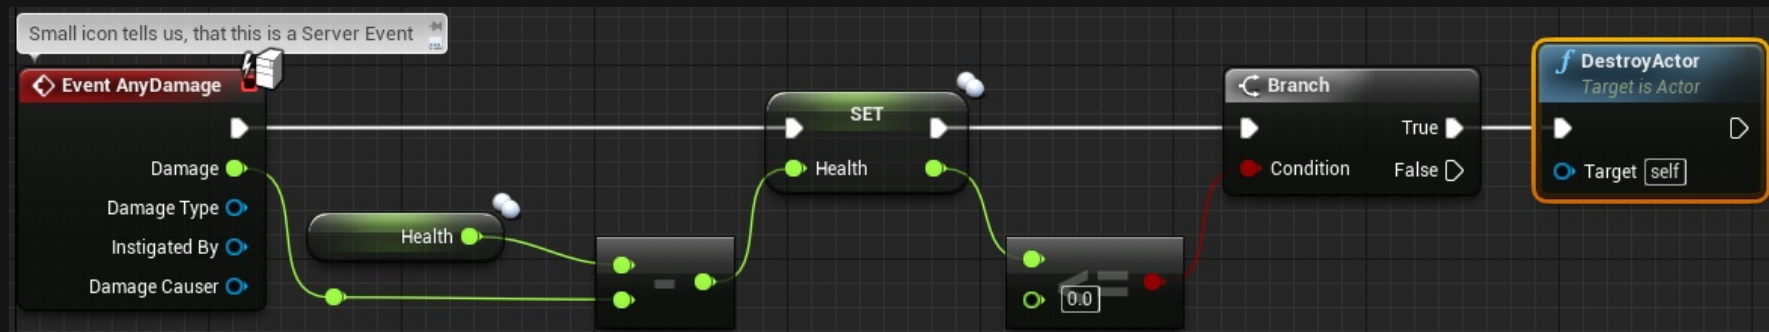 Small icon tells us, that this is a Server Event
Event AnyDamage
Damage
Damage Type
Instigated By
Damage Causer
Health
-
SET
Health
<=
0.0
Branch
True
Condition
False
f DestroyActor
Target is Actor
Target self